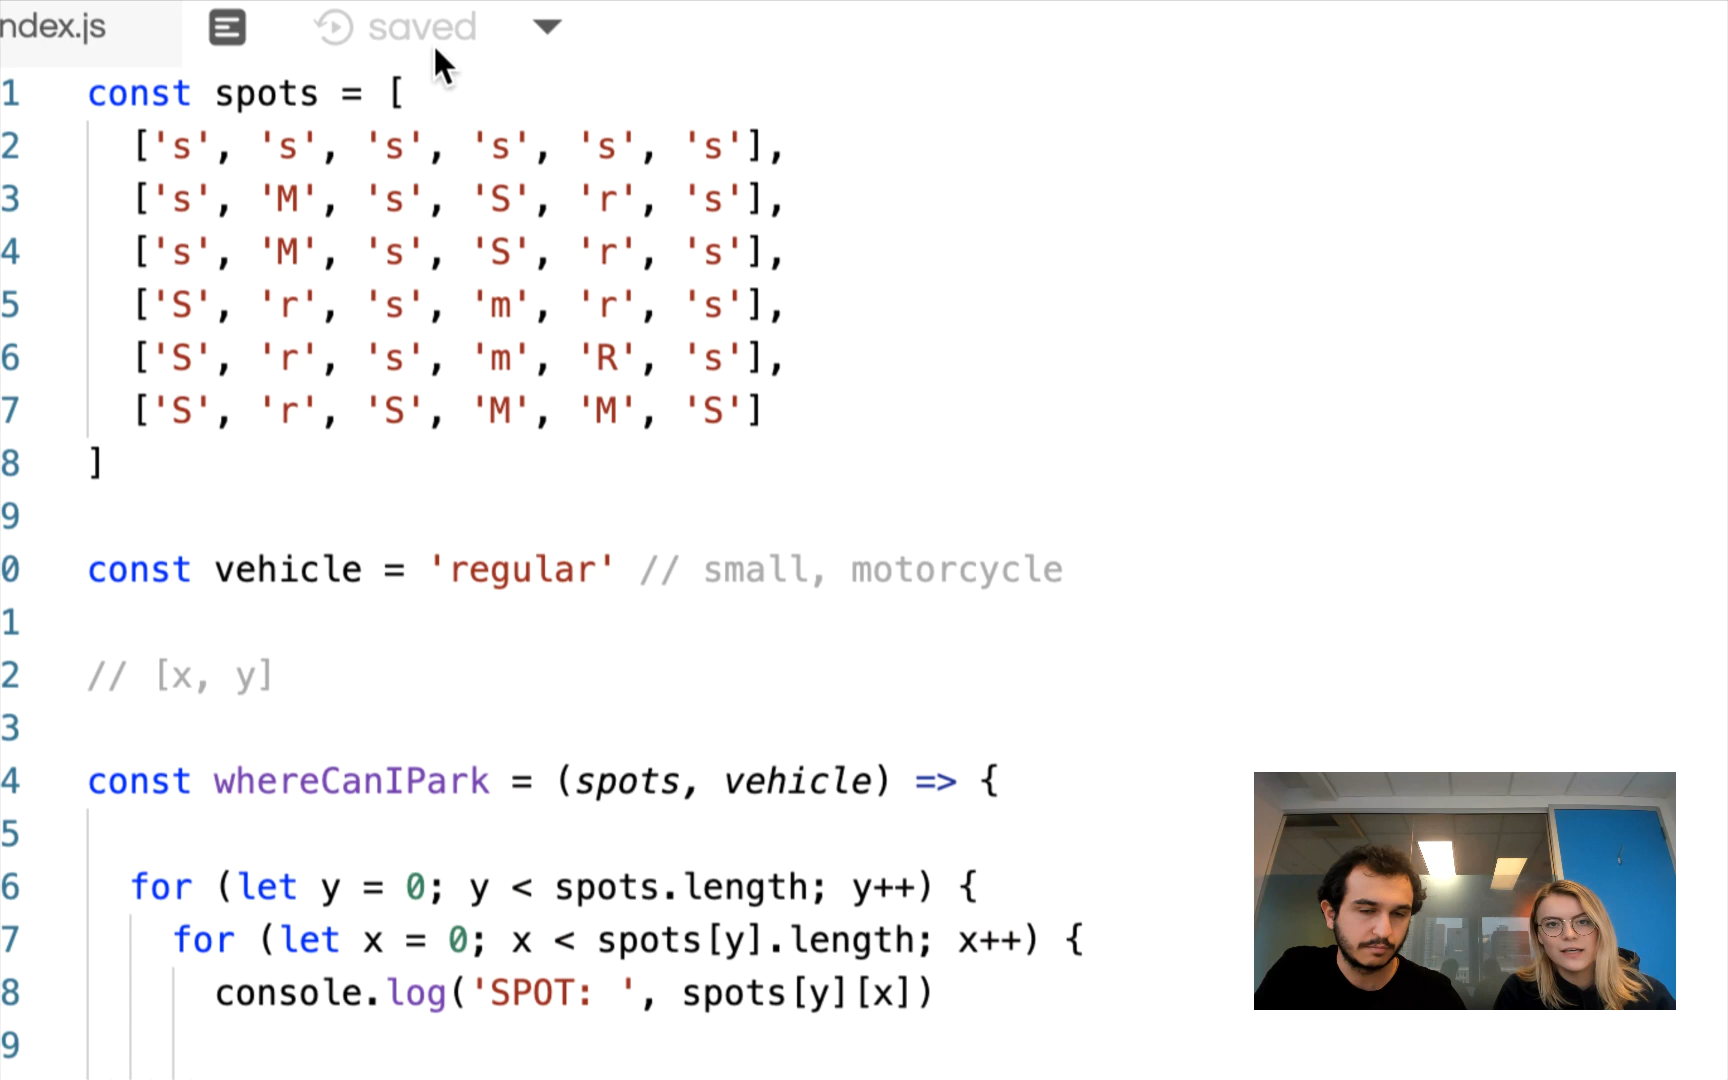 ndex.js saved
1 const spots = [
2 ['s', 's', 's', 's', 's', 's'],
3 ['s', 'M', 's', 'S', 'r', 's'],
4 ['s', 'M', 's', 'S', 'r', 's'],
5 ['S', 'r', 's', 'm', 'r', 's'],
6 ['S', 'r', 's', 'm', 'R', 's'],
7 ['S', 'r', 'S', 'M', 'M', 'S']
8 ]
9
0 const vehicle = 'regular' // small, motorcycle
1
2 // [x, y]
3
4 const whereCanIPark = (spots, vehicle) => {
5
6 for (let y = 0; y < spots.length; y++) {
7 for (let x = 0; x < spots[y].length; x++) {
8 console.log('SPOT: ', spots[y][x])
9